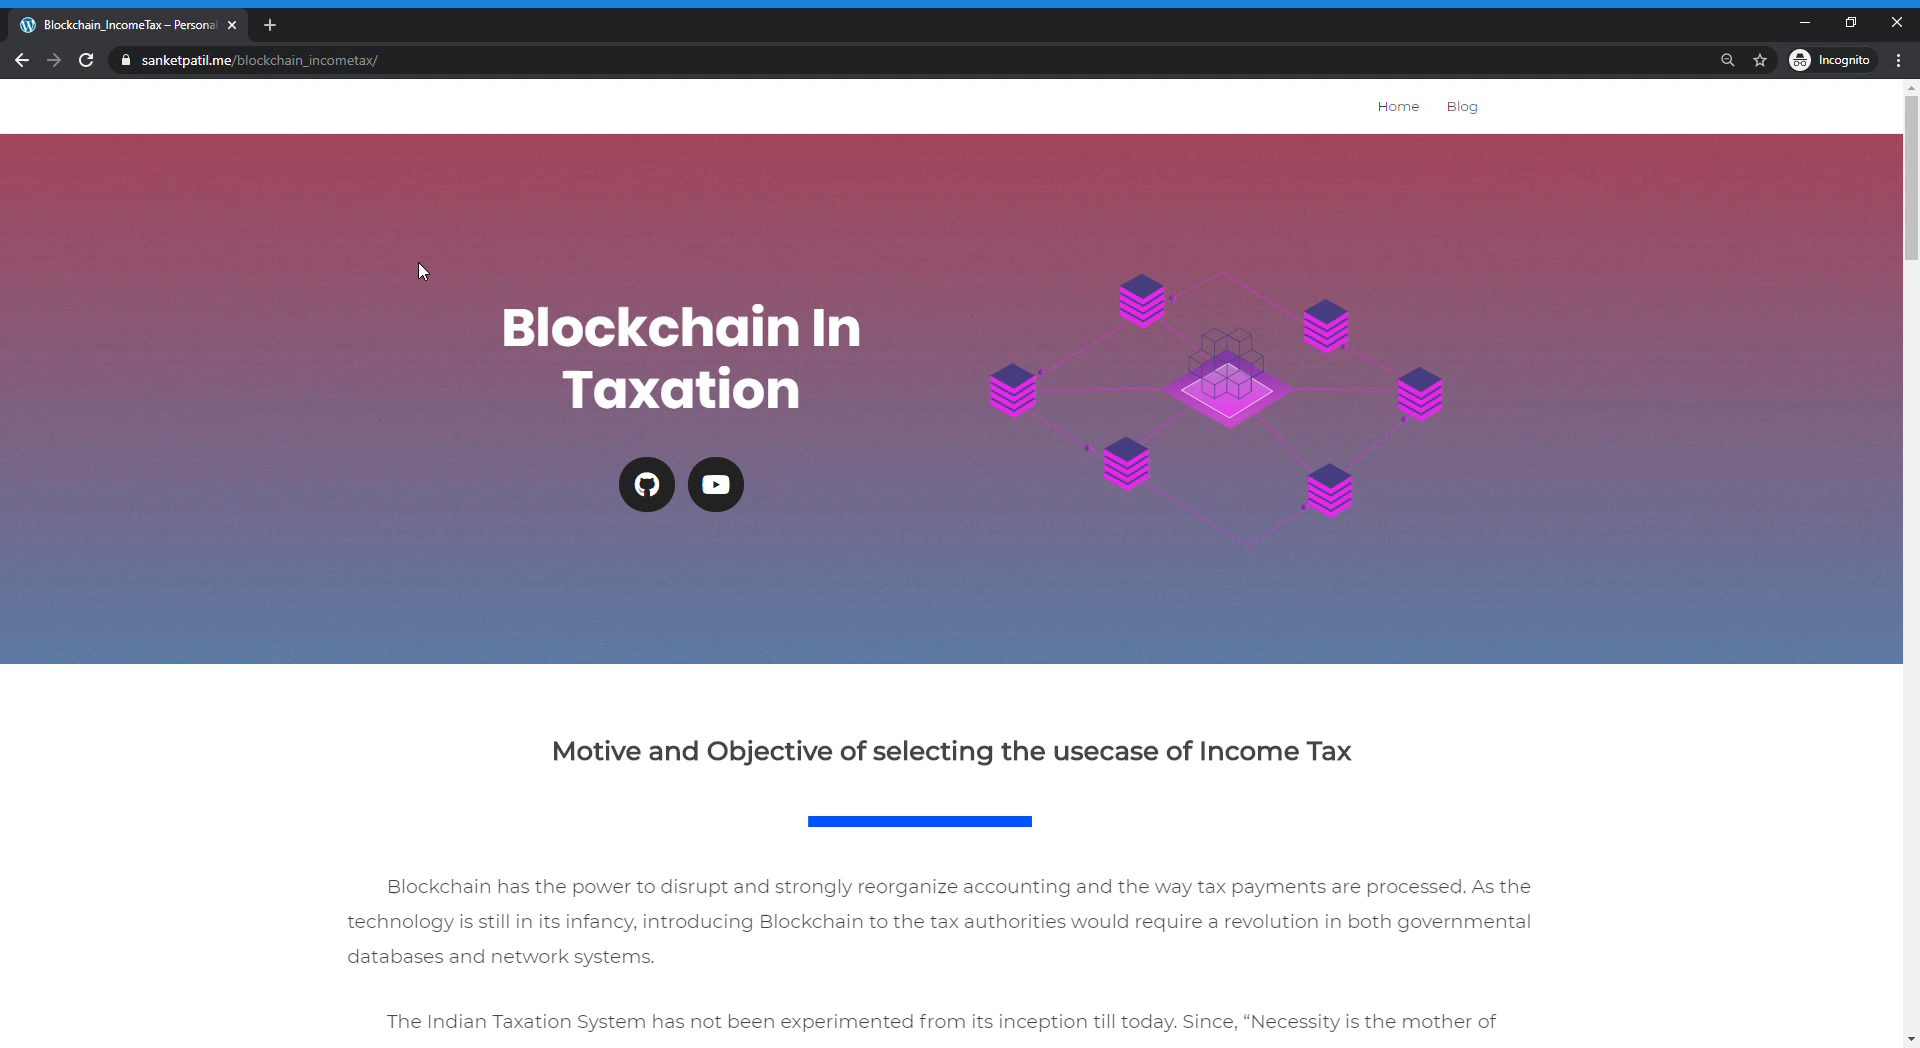 Blockchain_IncomeTax – Persona
sanketpatil.me/blockchain_incometax/
Incognito
Home Blog
Blockchain In
Taxation
Motive and Objective of selecting the usecase of Income Tax
Blockchain has the power to disrupt and strongly reorganize accounting and the way tax payments are processed. As the
technology is still in its infancy, introducing Blockchain to the tax authorities would require a revolution in both governmental
databases and network systems.
The Indian Taxation System has not been experimented from its inception till today. Since, “Necessity is the mother of